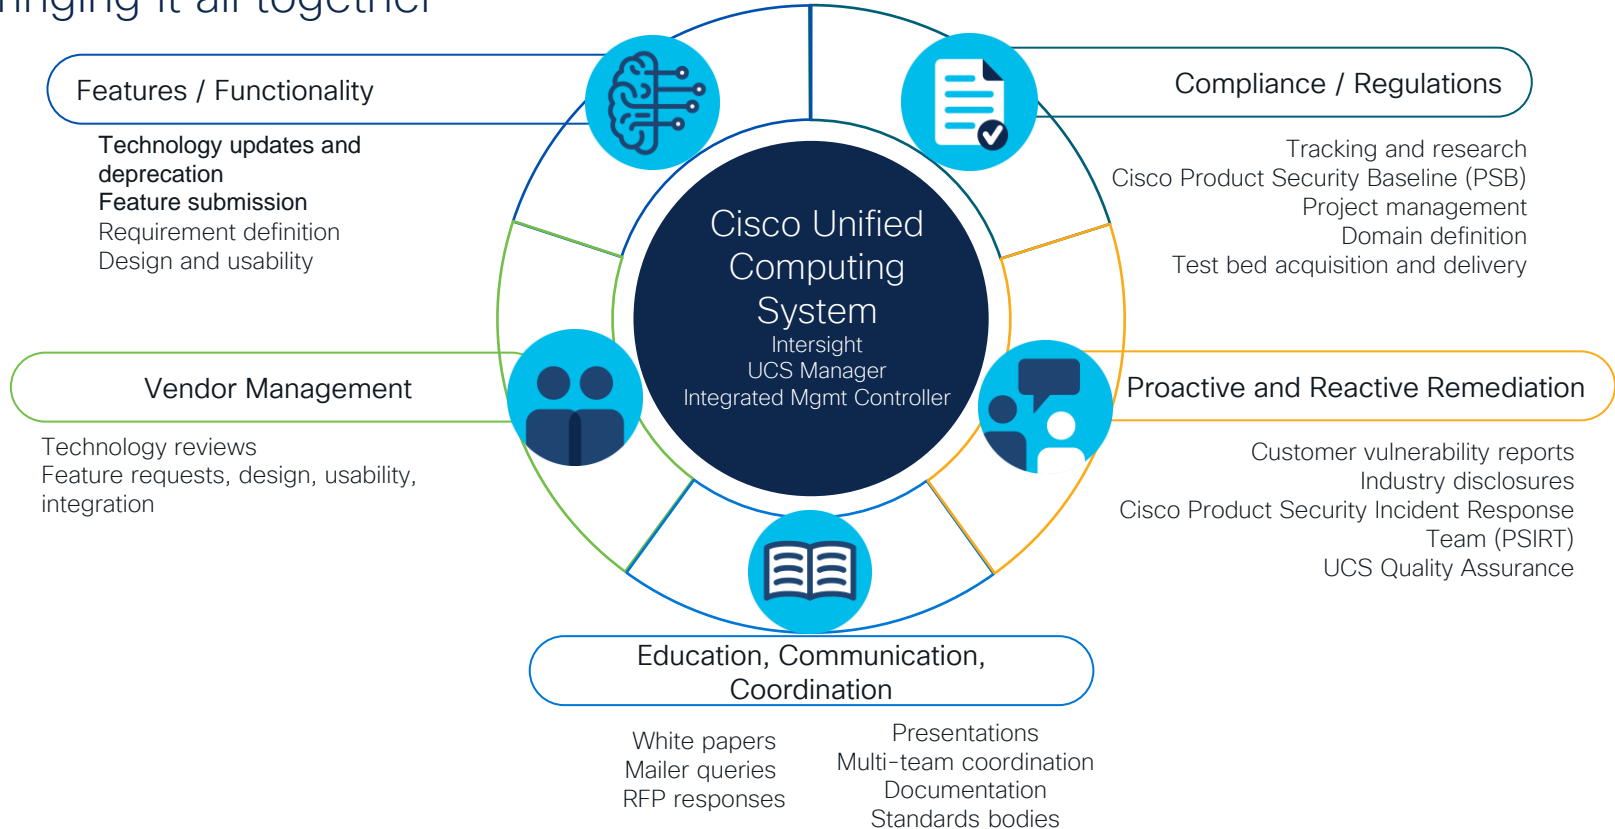 it all together
Features / Functionality
Technology updates and
deprecation
Feature submission
Requirement definition
Design and usability
Compliance / Regulations
Tracking and research
Cisco Product Security Baseline (PSB)
Project management
Domain definition
Test bed acquisition and delivery
Cisco Unified
Computing
System
Intersight
UCS Manager
Integrated Mgmt Controller
Vendor Management
Technology reviews
Feature requests, design, usability,
integration
Proactive and Reactive Remediation
Customer vulnerability reports
Industry disclosures
Cisco Product Security Incident Response
Team (PSIRT)
UCS Quality Assurance
Education, Communication,
Coordination
White papers
Mailer queries
RFP responses
Presentations
Multi-team coordination
Documentation
Standards bodies